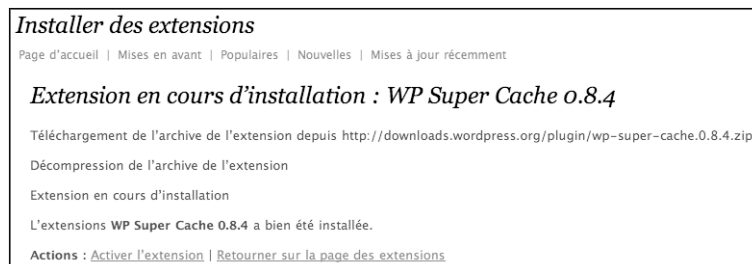 Installer des extensions
Page d'accueil | Mises en avant | Populaires | Nouvelles | Mises à jour récemment
Extension en cours d'installation : WP Super Cache 0.8.4
Téléchargement de l'archive de l'extension depuis http://downloads.wordpress.org/plugin/wp-super-cache.0.8.4.zip
Décompression de l'archive de l'extension
Extension en cours d'installation
L'extensions WP Super Cache 0.8.4 a bien été installée.
Actions : Activer l'extension | Retourner sur la page des extensions